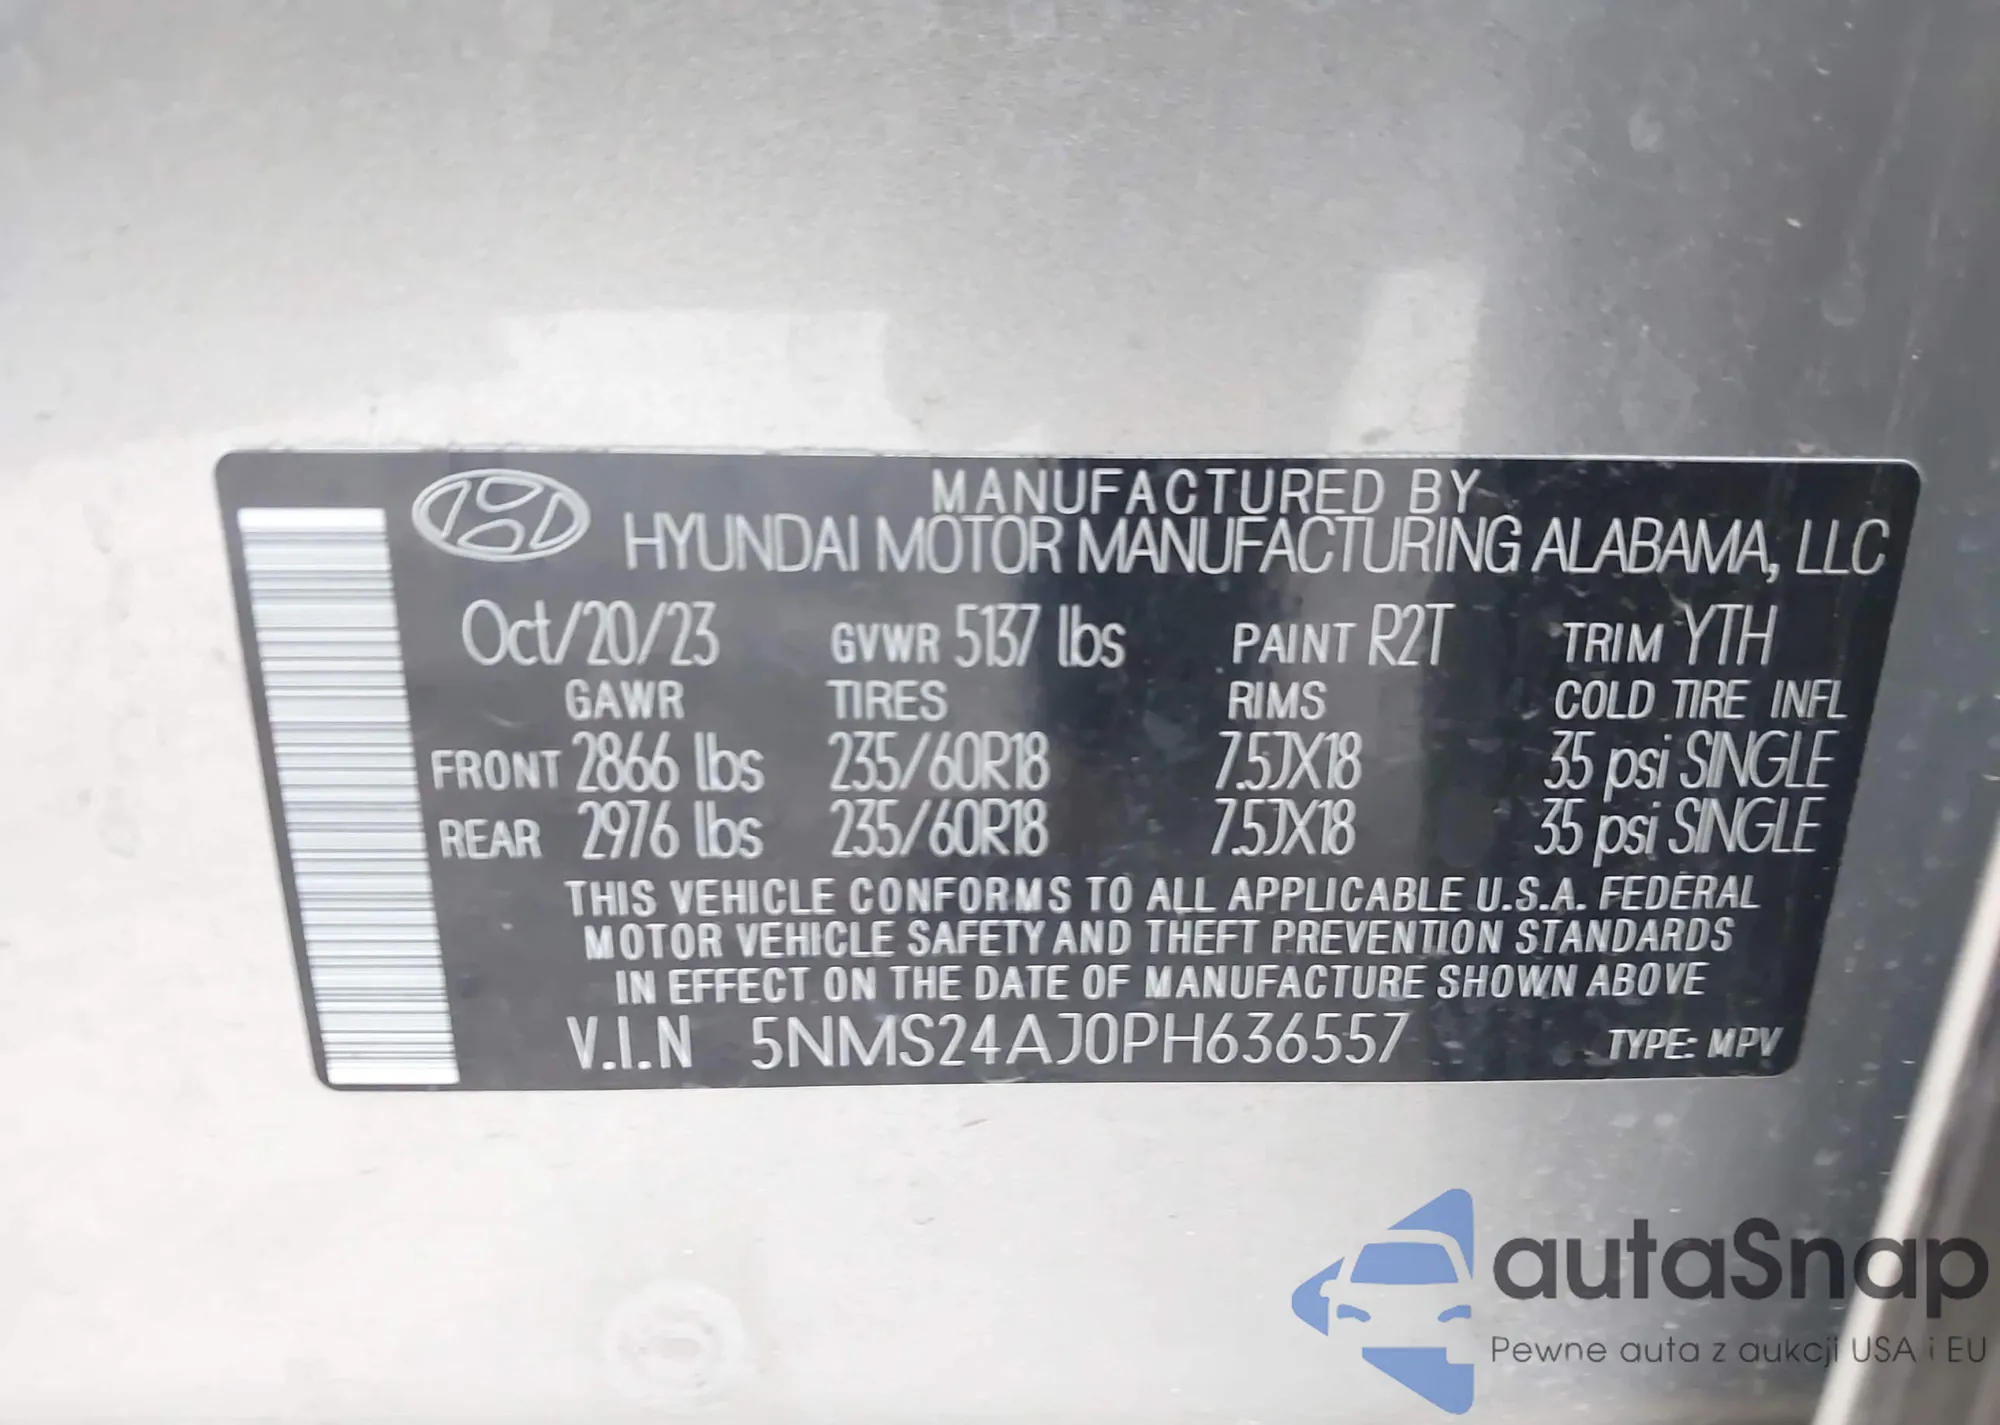 MANUFACTURED BY
HYUNDAI MOTOR MANUFACTURING ALABAMA, LLC
Oct/20/23 GVWR 5137 lbs PAINT R2T TRIM YTH
GAWR TIRES RIMS COLD TIRE INFL
FRONT 2866 lbs 235/60R18 7.5JX18 35 psi SINGLE
REAR 2976 lbs 235/60R18 7.5JX18 35 psi SINGLE
THIS VEHICLE CONFORMS TO ALL APPLICABLE U.S.A. FEDERAL
MOTOR VEHICLE SAFETY AND THEFT PREVENTION STANDARDS
IN EFFECT ON THE DATE OF MANUFACTURE SHOWN ABOVE
V.I.N 5NMS24AJ0PH636557 TYPE: MPV
autaSnap
Pewne auta z aukcji USA i EU